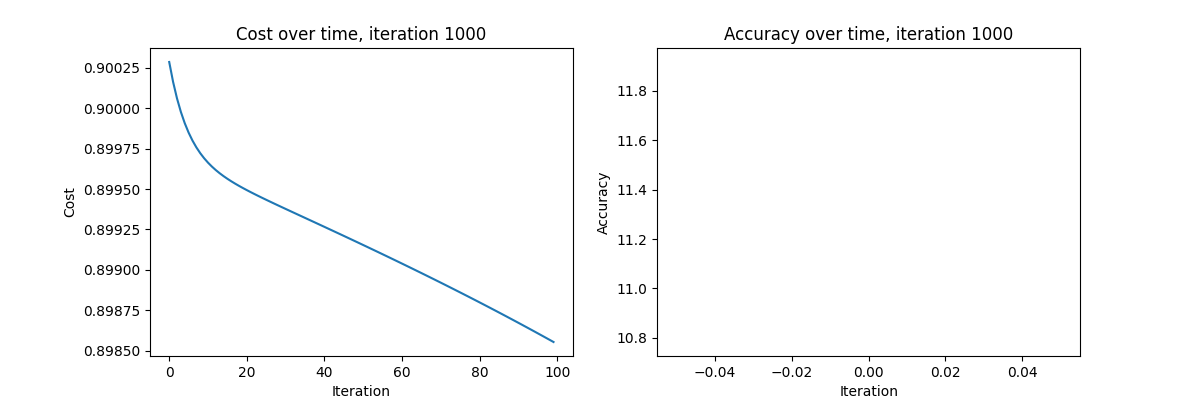 Cost over time, iteration 1000
Cost
0.90025
0.90000
0.89975
0.89950
0.89925
0.89900
0.89875
0.89850
0 20 40 60 80 100
Iteration
Accuracy over time, iteration 1000
Accuracy
11.8
11.6
11.4
11.2
11.0
10.8
−0.04 −0.02 0.00 0.02 0.04
Iteration